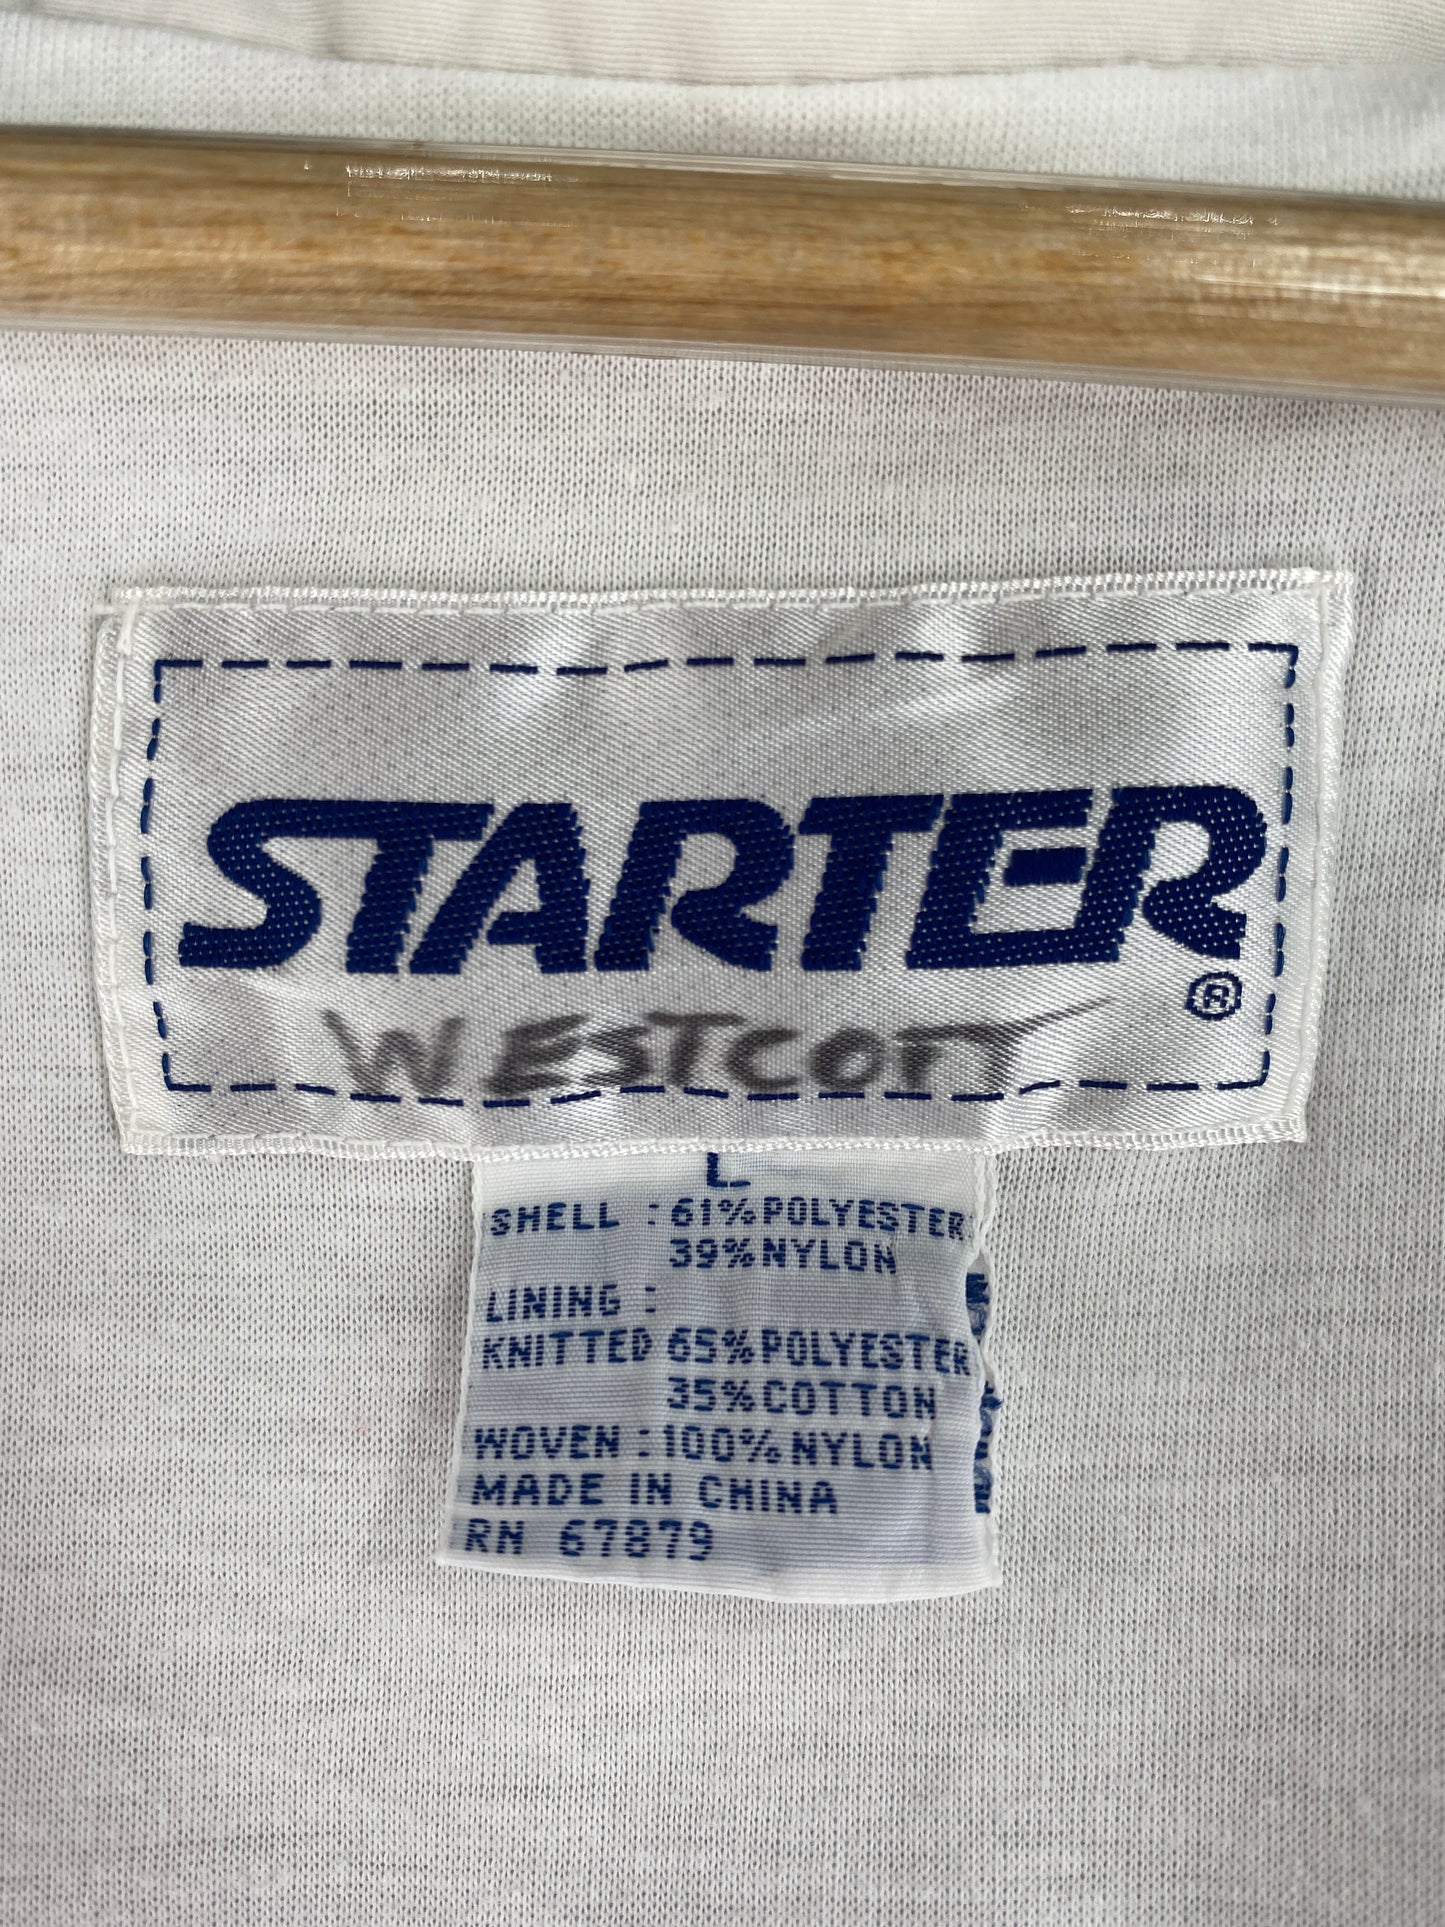 STARTER®
WESTCOTT
L
SHELL : 61% POLYESTER
39% NYLON
LINING :
KNITTED 65% POLYESTER
35% COTTON
WOVEN : 100% NYLON
MADE IN CHINA
RN 67879